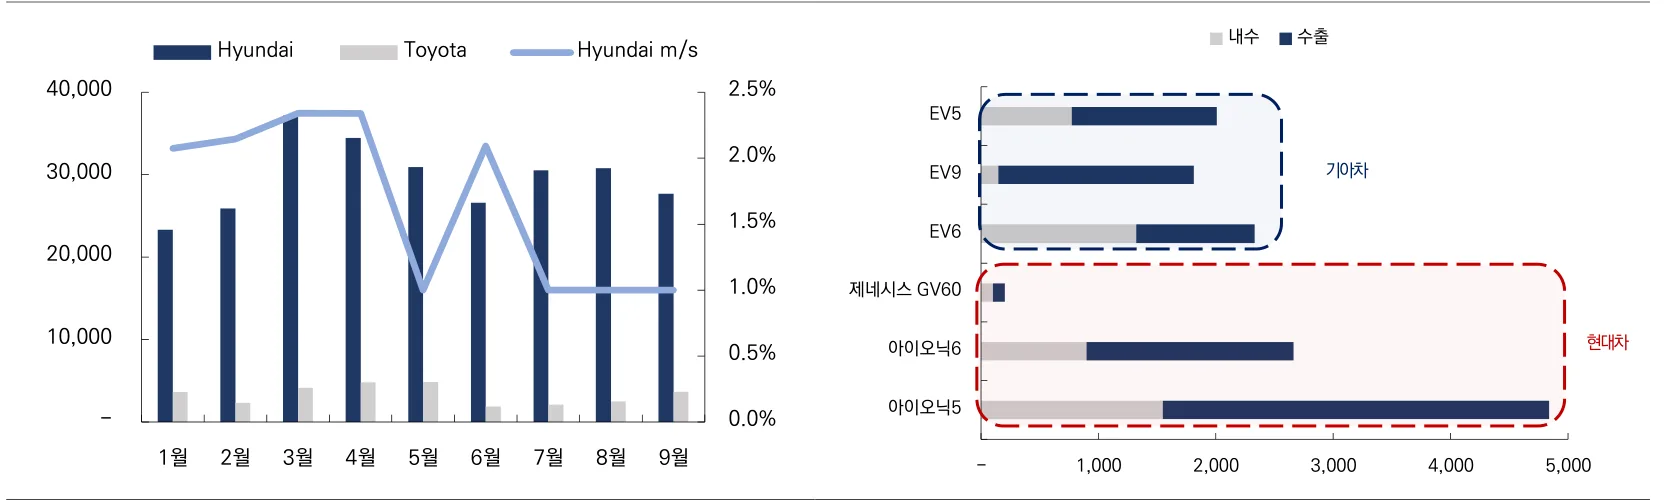 Hyundai Toyota Hyundai m/s
40,000
30,000
20,000
10,000
–
2.5%
2.0%
1.5%
1.0%
0.5%
0.0%
1월 2월 3월 4월 5월 6월 7월 8월 9월
내수 수출
EV5
EV9
EV6
제네시스 GV60
아이오닉6
아이오닉5
기아차
현대차
– 1,000 2,000 3,000 4,000 5,000